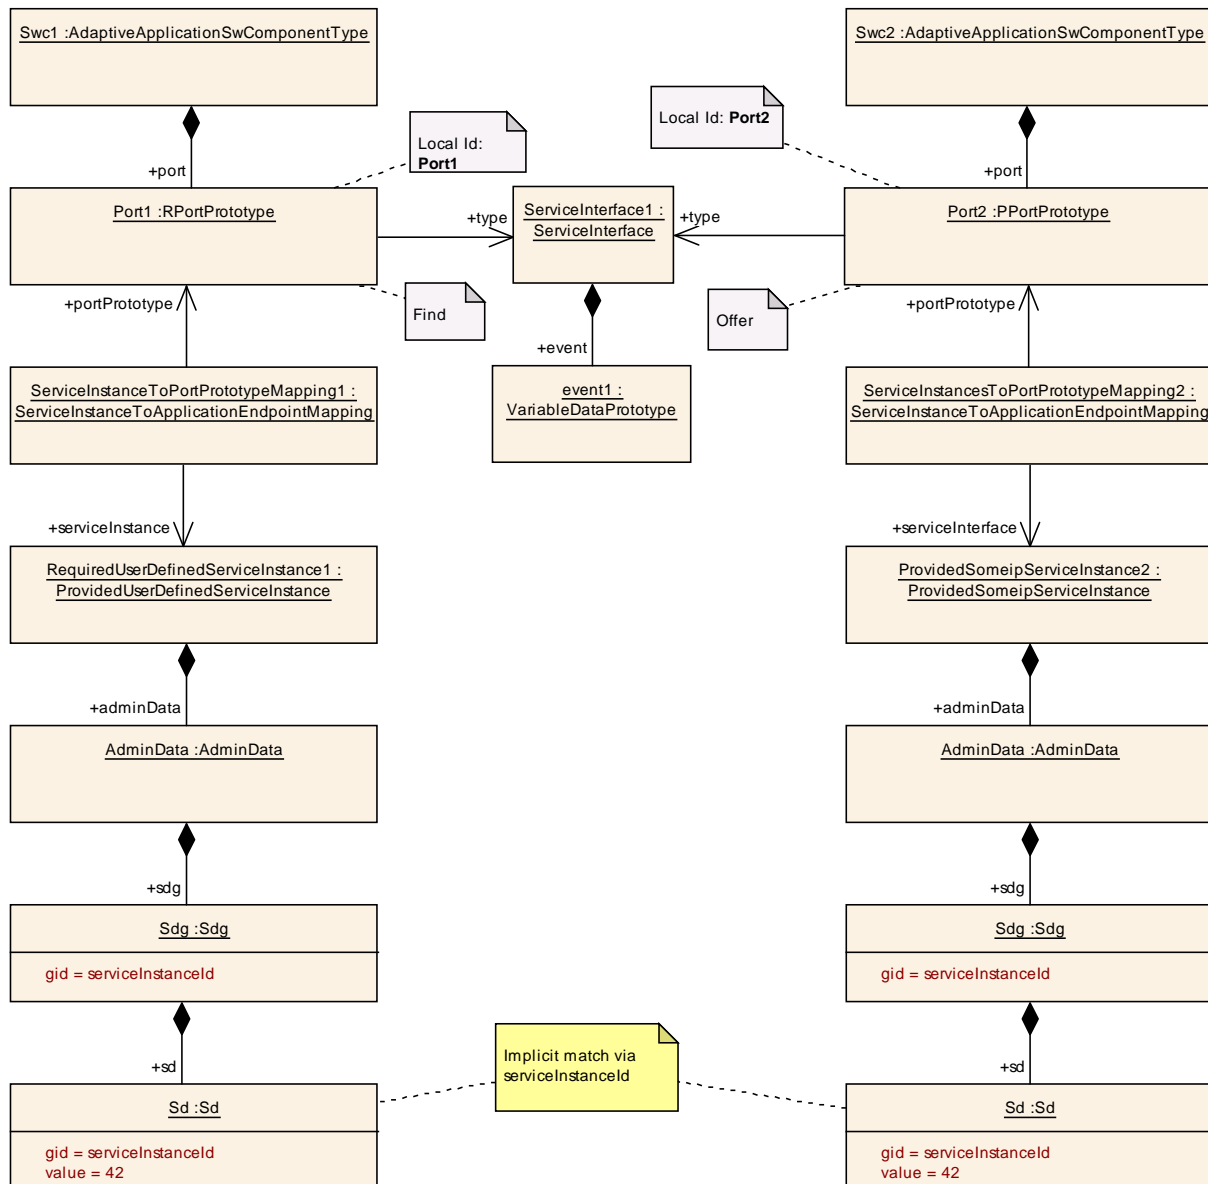 Swc1 :AdaptiveApplicationSwComponentType
Swc2 :AdaptiveApplicationSwComponentType
Local Id:
Port1
Local Id: Port2
+port
+port
Port1 :RPortPrototype
+type
ServiceInterface1 :
ServiceInterface
+type
Port2 :PPortPrototype
+portPrototype
Find
Offer
+portPrototype
+event
ServiceInstanceToPortPrototypeMapping1 :
ServiceInstanceToApplicationEndpointMapping
event1 :
VariableDataPrototype
ServiceInstancesToPortPrototypeMapping2 :
ServiceInstanceToApplicationEndpointMapping
+serviceInstance
+serviceInterface
RequiredUserDefinedServiceInstance1 :
ProvidedUserDefinedServiceInstance
ProvidedSomeipServiceInstance2 :
ProvidedSomeipServiceInstance
+adminData
+adminData
AdminData :AdminData
AdminData :AdminData
+sdg
+sdg
Sdg :Sdg
Sdg :Sdg
gid = serviceInstanceId
gid = serviceInstanceId
+sd
Implicit match via
serviceInstanceId
+sd
Sd :Sd
Sd :Sd
gid = serviceInstanceId
value = 42
gid = serviceInstanceId
value = 42